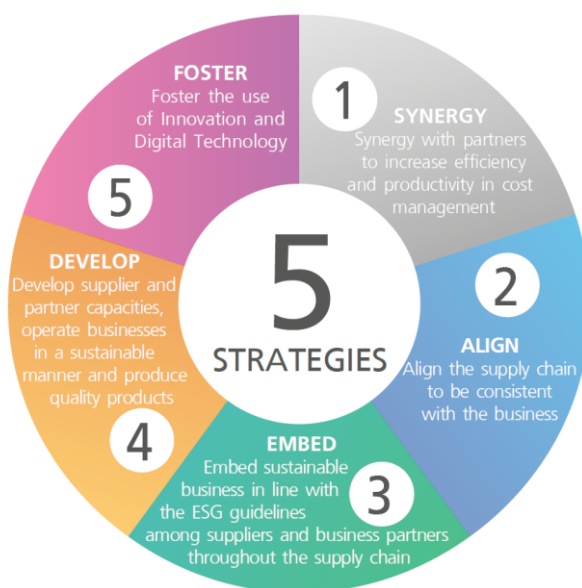 5
STRATEGIES
1
SYNERGY
Synergy with partners
to increase efficiency
and productivity in cost
management
2
ALIGN
Align the supply chain
to be consistent
with the business
EMBED
Embed sustainable
business in line with
the ESG guidelines
among suppliers and business partners
throughout the supply chain
3
DEVELOP
Develop supplier and
partner capacities,
operate businesses
in a sustainable
manner and produce
quality products
4
FOSTER
Foster the use
of Innovation and
Digital Technology
5